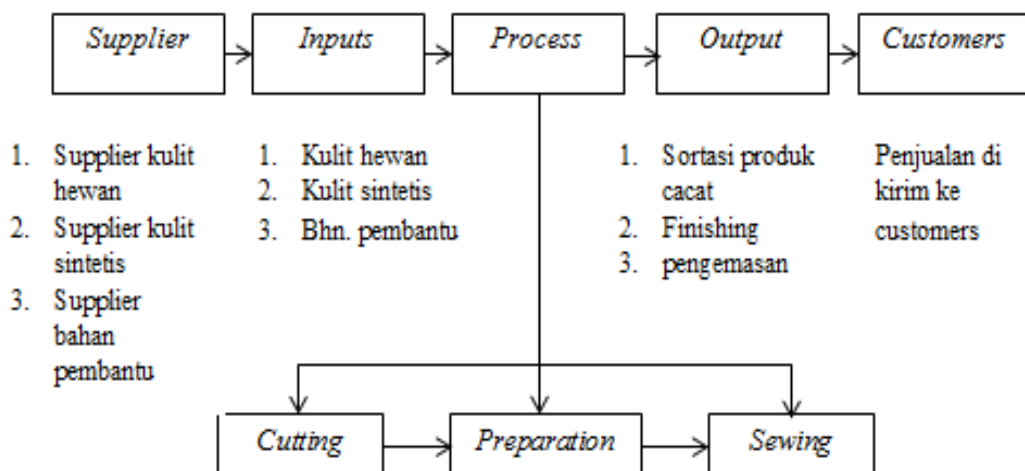 Supplier
Inputs
Process
Output
Customers
1. Supplier kulit
hewan
2. Supplier kulit
sintetis
3. Supplier
bahan
pembantu
1. Kulit hewan
2. Kulit sintetis
3. Bhn. pembantu
1. Sortasi produk
cacat
2. Finishing
3. pengemasan
Penjualan di
kirim ke
customers
Cutting
Preparation
Sewing